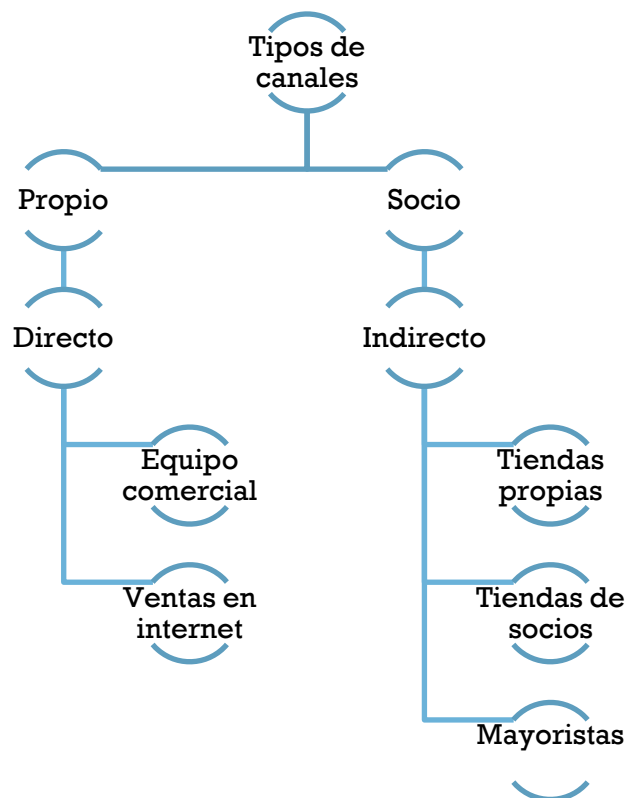 Tipos de
canales
Propio
Socio
Directo
Indirecto
Equipo
comercial
Tiendas
propias
Ventas en
internet
Tiendas de
socios
Mayoristas